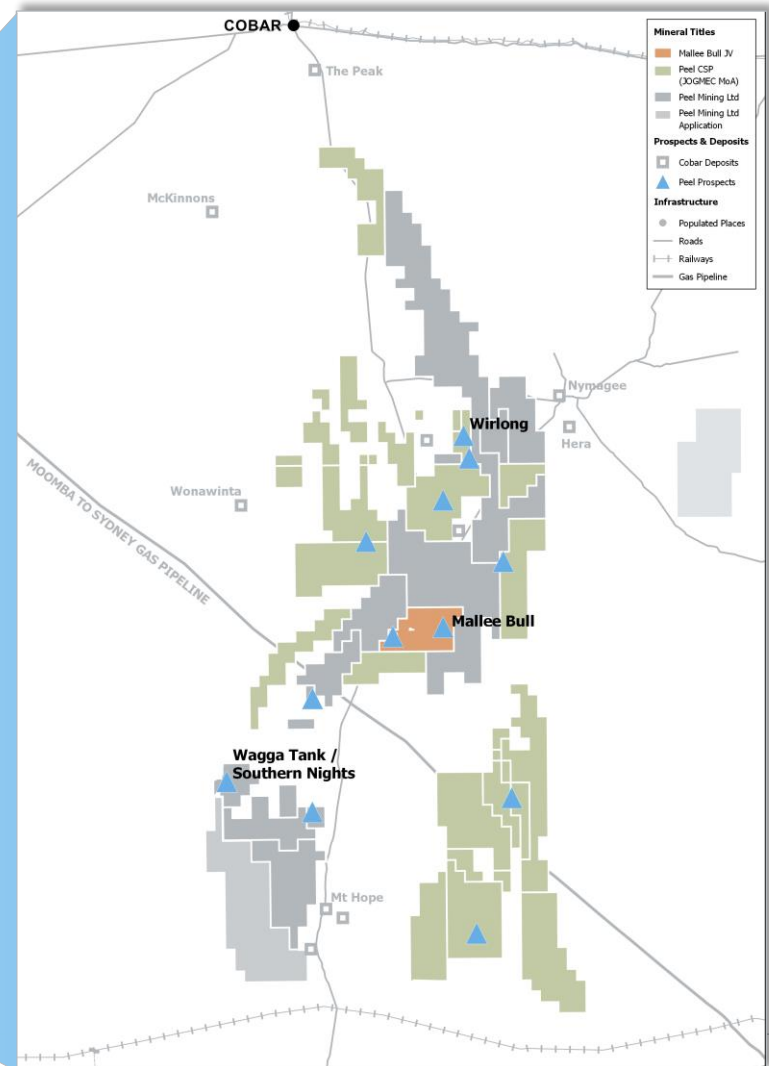 COBAR
The Peak
McKinnons
Mineral Titles
Mallee Bull JV
Peel CSP
(JOGMEC MoA)
Peel Mining Ltd
Peel Mining Ltd
Application
Prospects & Deposits
Cobar Deposits
Peel Prospects
Infrastructure
Populated Places
Roads
Railways
Gas Pipeline
Nymagee
Wirlong
Hera
Wonawinta
MOOMBA TO SYDNEY GAS PIPELINE
Mallee Bull
Wagga Tank /
Southern Nights
Mt Hope